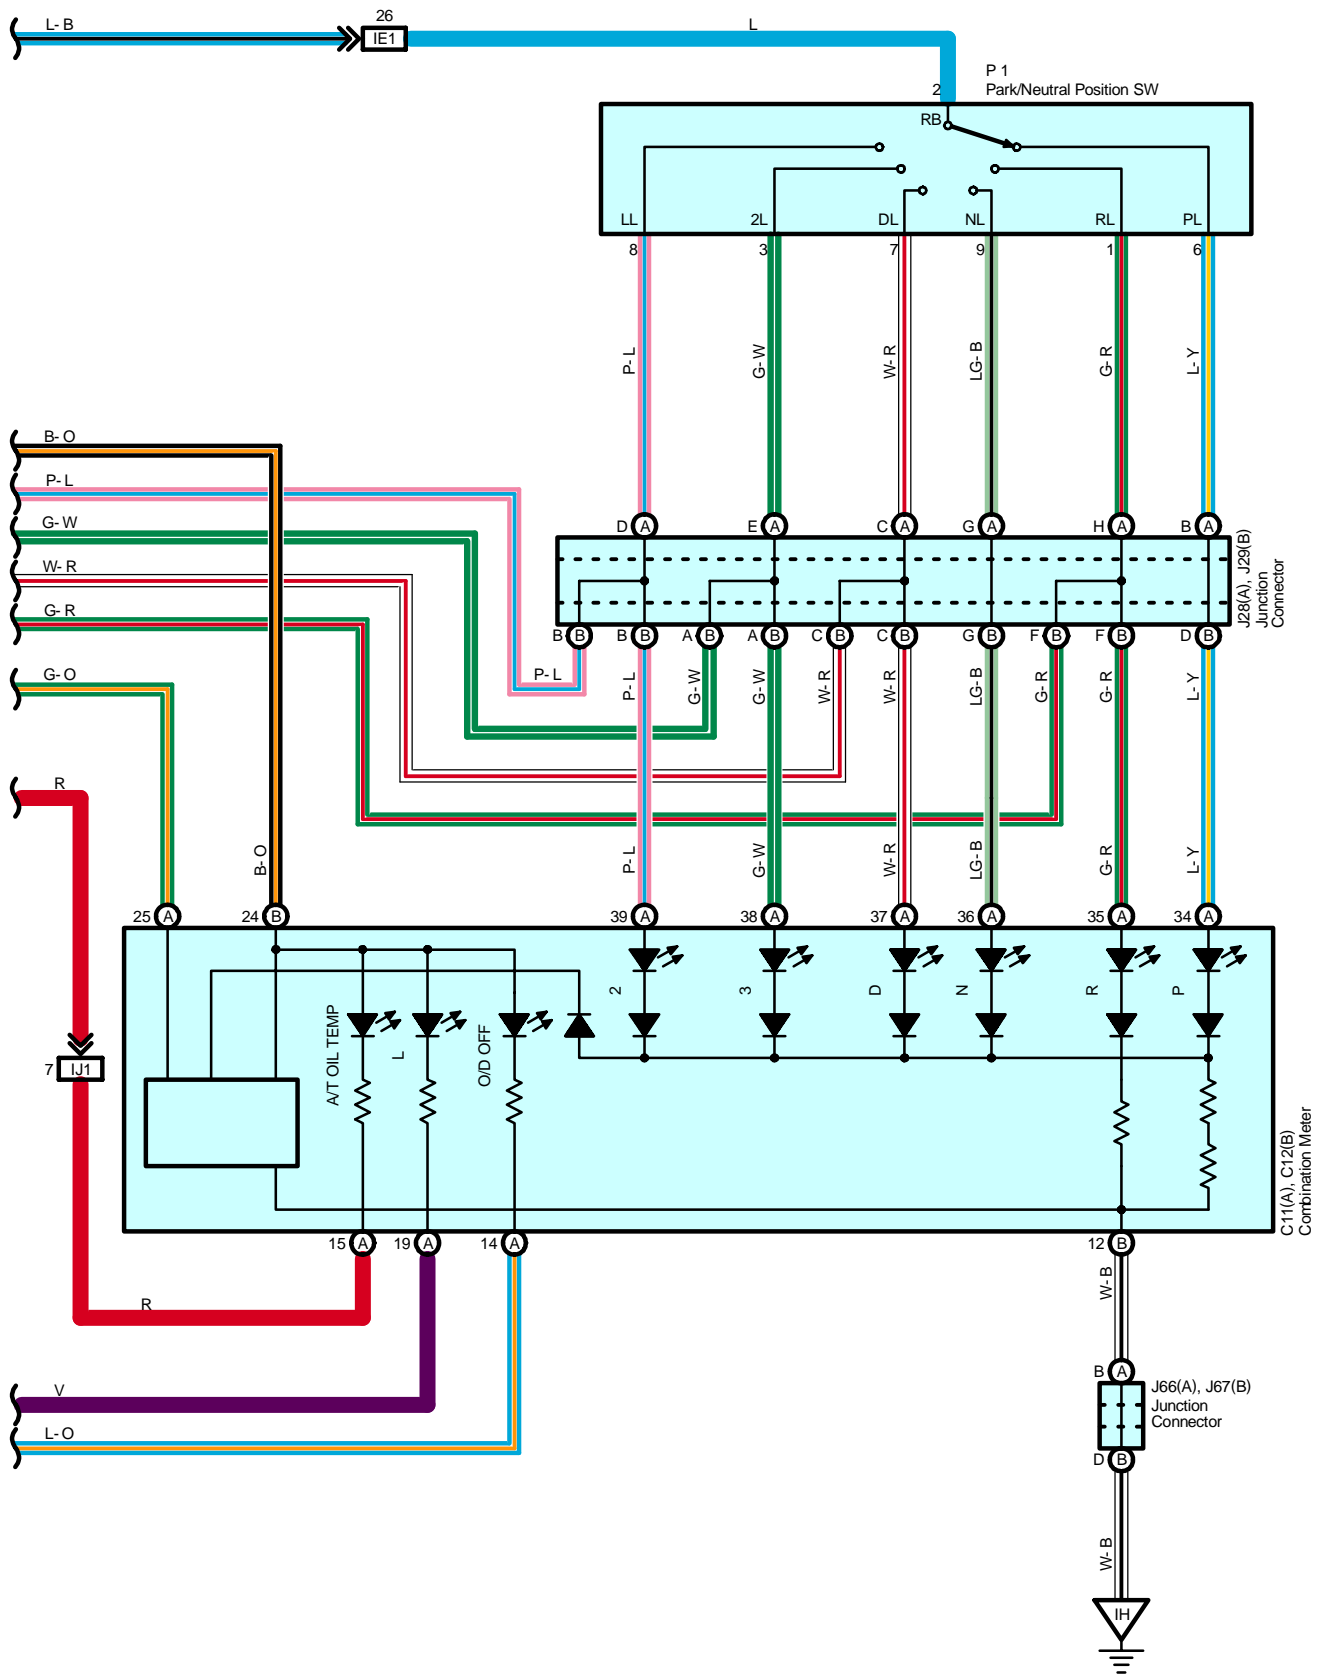 L- B
26
IE1
L
P 1
Park/Neutral Position SW
2
RB
LL 2L DL NL RL PL
8 3 7 9 1 6
P- L G- W W- R LG- B G- R L- Y
B- O
P- L
G- W
W- R
G- R
G- O
R
D A E A C A G A H A B A
J28(A), J29(B)
Junction
Connector
B B B B A B A B C B C B G B F B F B D B
P- L P- L G- W G- W W- R W- R LG- B G- R G- R L- Y
B- O P- L G- W W- R LG- B G- R L- Y
25 A 24 B 39 A 38 A 37 A 36 A 35 A 34 A
A/T OIL TEMP L O/D OFF 2 3 D N R P
7 IJ1
C11(A), C12(B)
Combination Meter
15 A 19 A 14 A 12 B
R
W- B
V
L- O
B A
J66(A), J67(B)
Junction
Connector
D B
W- B
IH